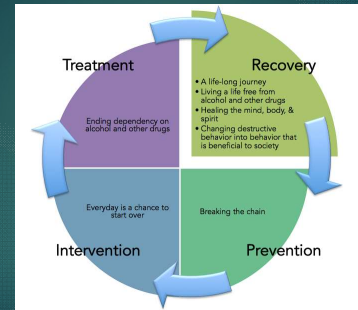 Treatment
Ending dependency on
alcohol and other drugs
Recovery
• A life-long journey
• Living a life free from
alcohol and other drugs
• Healing the mind, body, &
spirit
• Changing destructive
behavior into behavior that
is beneficial to society
Everyday is a chance to
start over
Intervention
Breaking the chain
Prevention